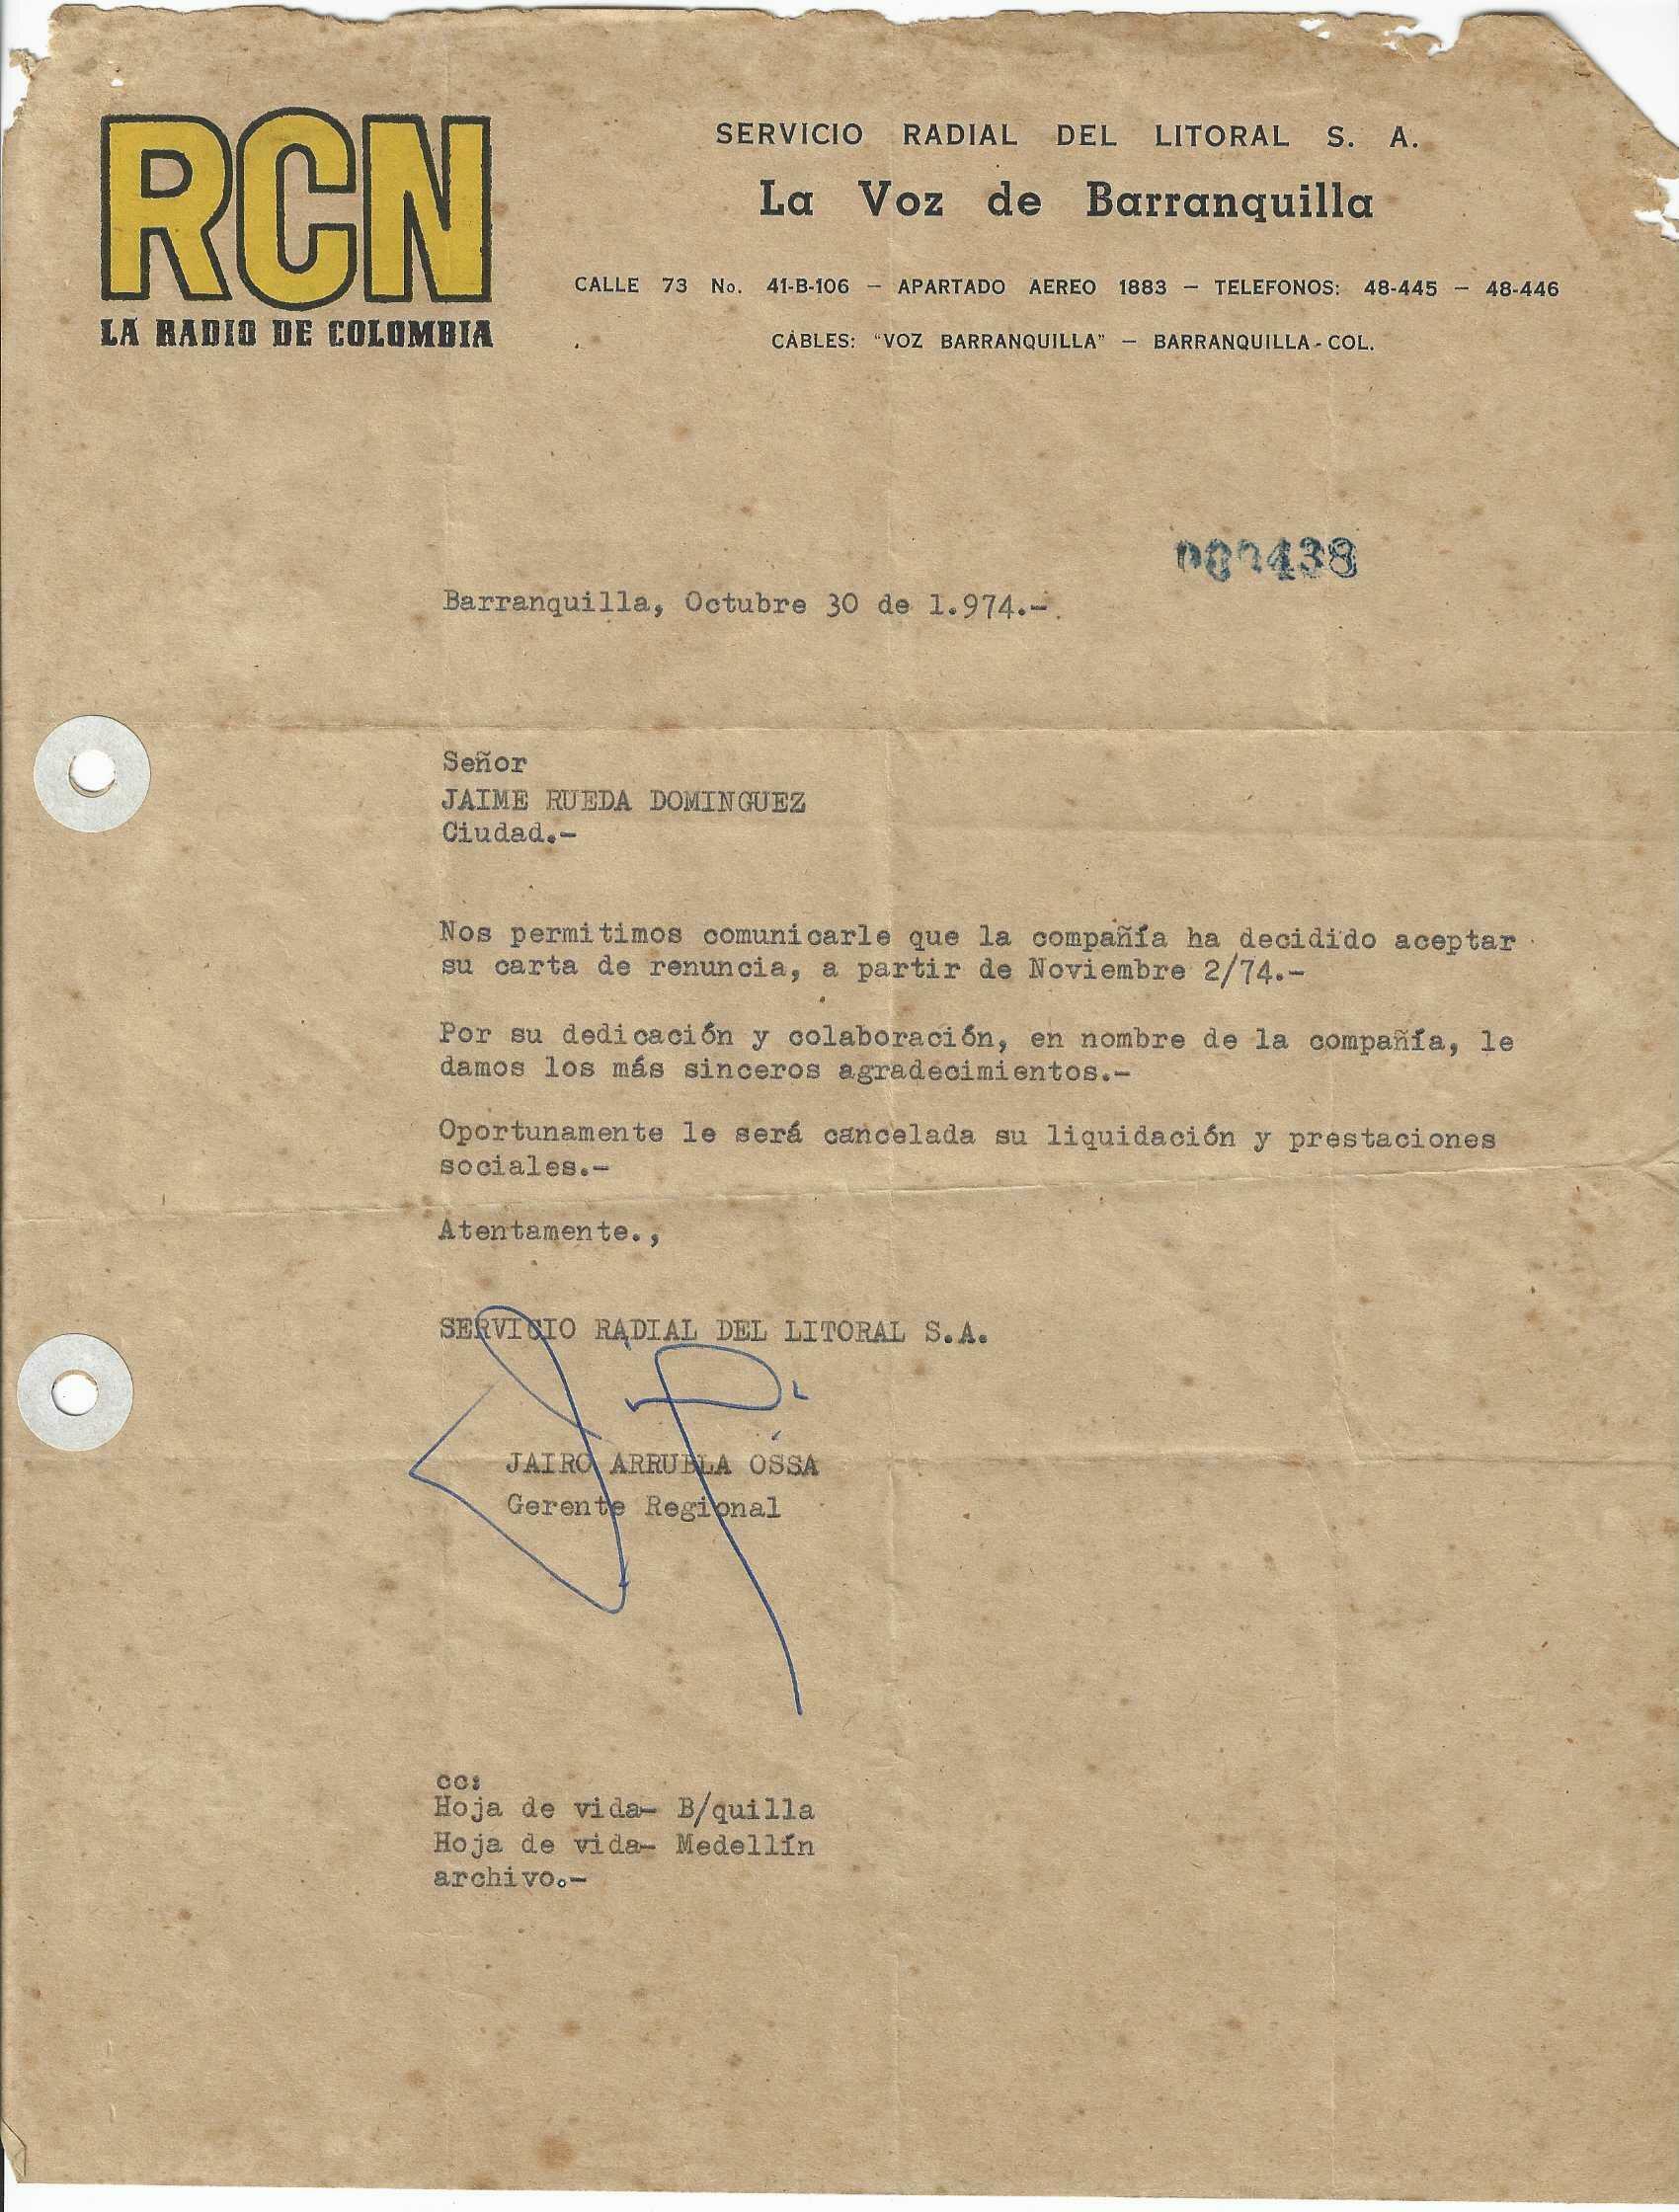 RCN
LA RADIO DE COLOMBIA
SERVICIO RADIAL DEL LITORAL S. A.
La Voz de Barranquilla
CALLE 73 No. 41-B-106 — APARTADO AEREO 1883 — TELEFONOS: 48-445 — 48-446
CABLES: "VOZ BARRANQUILLA" — BARRANQUILLA - COL.
Barranquilla, Octubre 30 de 1.974.-
Señor
JAIME RUEDA DOMINGUEZ
Ciudad.-
Nos permitimos comunicarle que la compañía ha decidido aceptar
su carta de renuncia, a partir de Noviembre 2/74.-
Por su dedicación y colaboración, en nombre de la compañía, le
damos los más sinceros agradecimientos.-
Oportunamente le será cancelada su liquidación y prestaciones
sociales.-
Atentamente.,
SERVICIO RADIAL DEL LITORAL S.A.
JAIRO ARRUBLA OSSA
Gerente Regional
cc:
Hoja de vida- B/quilla
Hoja de vida- Medellín
archivo.-